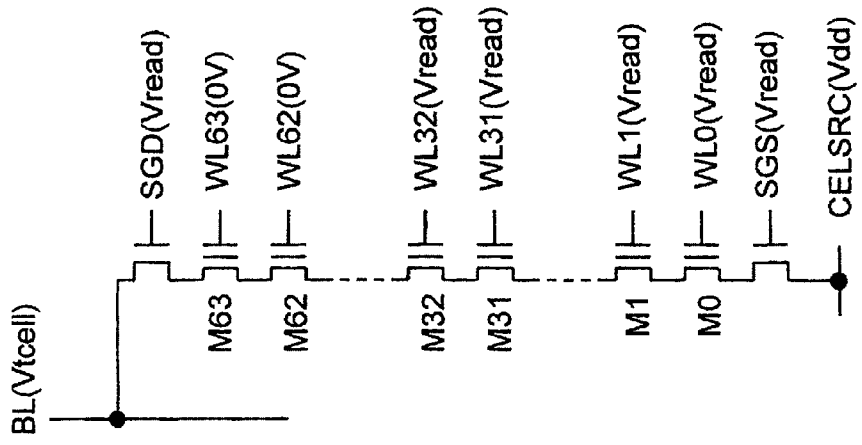 BL(Vtcell)
SGD(Vread)
WL63(0V)
WL62(0V)
WL32(Vread)
WL31(Vread)
WL1(Vread)
WL0(Vread)
SGS(Vread)
CELSRC(Vdd)
M63
M62
M32
M31
M1
M0